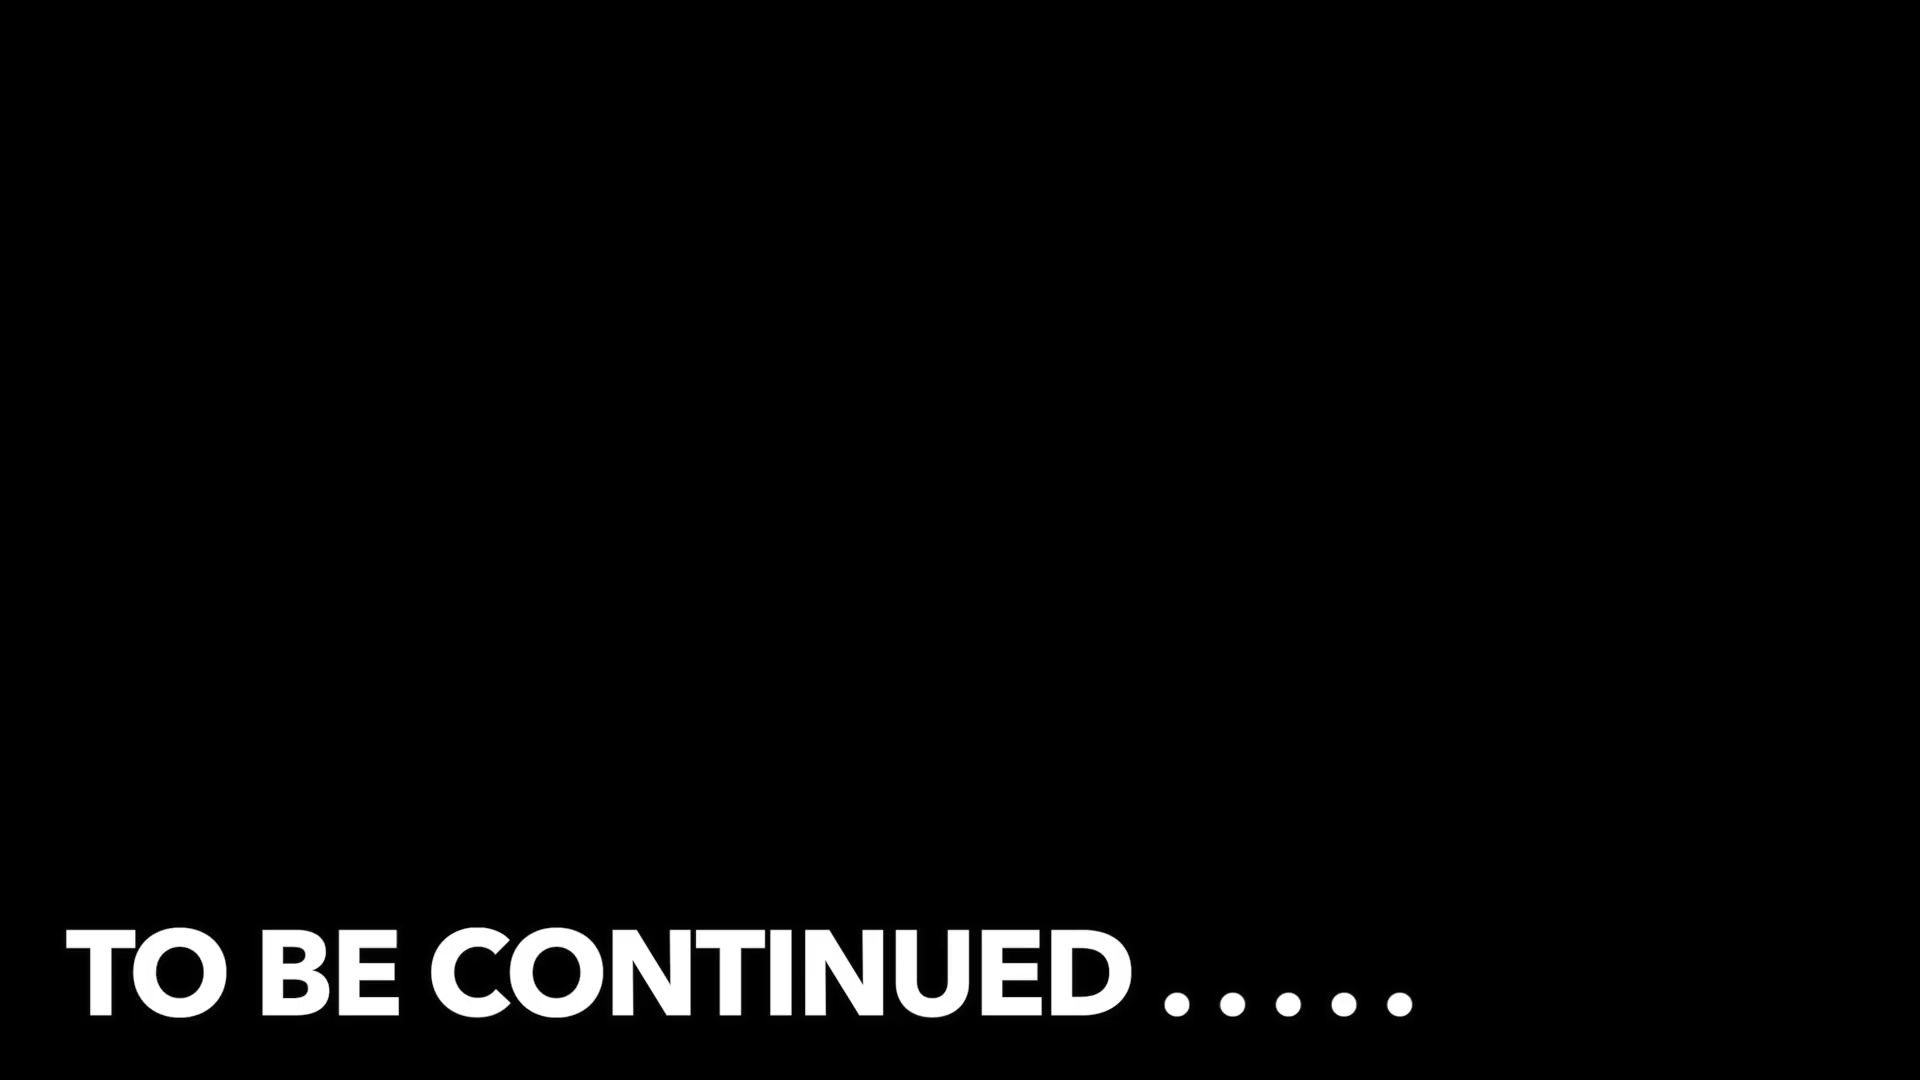 TO BE CONTINUED . . . . .